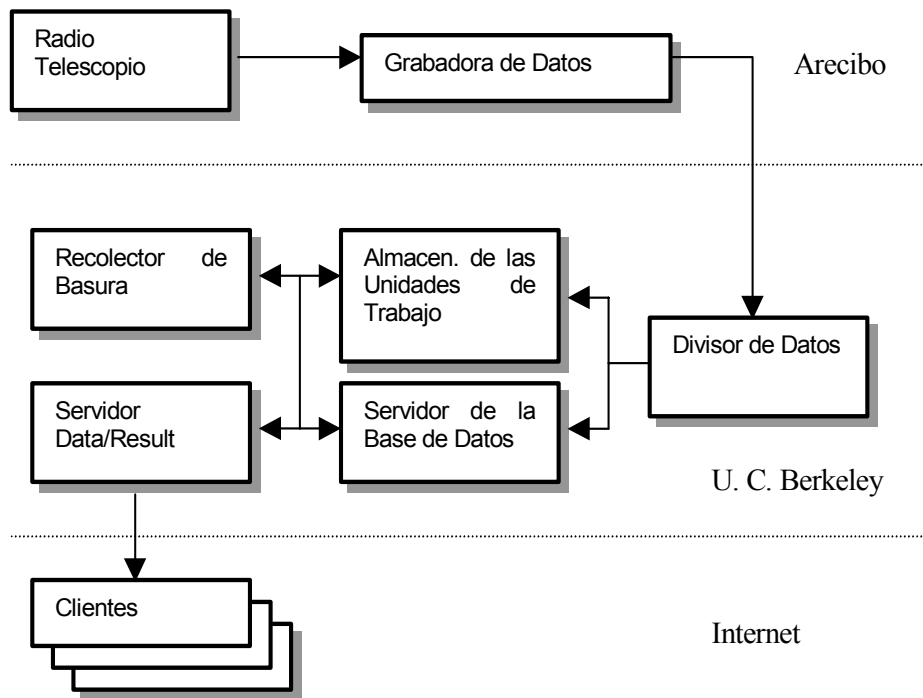 Radio
Telescopio
Grabadora de Datos
Arecibo
Recolector de
Basura
Almacen. de las
Unidades de
Trabajo
Divisor de Datos
Servidor
Data/Result
Servidor de la
Base de Datos
U. C. Berkeley
Clientes
Internet